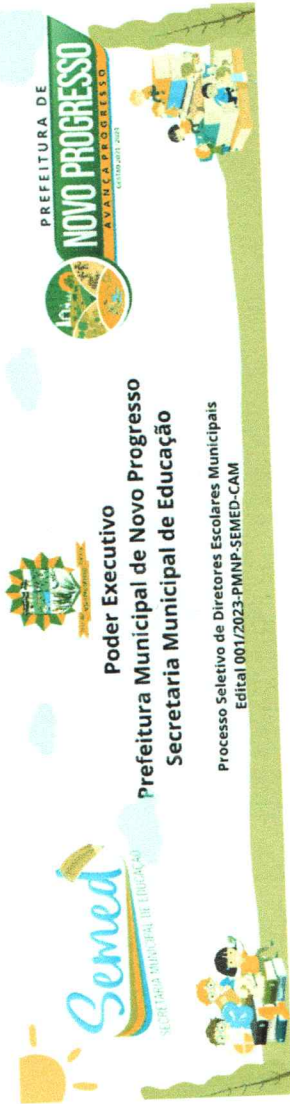 Semed
SECRETARIA MUNICIPAL DE EDUCAÇÃO
Poder Executivo
Prefeitura Municipal de Novo Progresso
Secretaria Municipal de Educação
Processo Seletivo de Diretores Escolares Municipais
Edital 001/2023-PMNP-SEMED-CAM
PREFEITURA DE
NOVO PROGRESSO
AVANÇA PROGRESSO